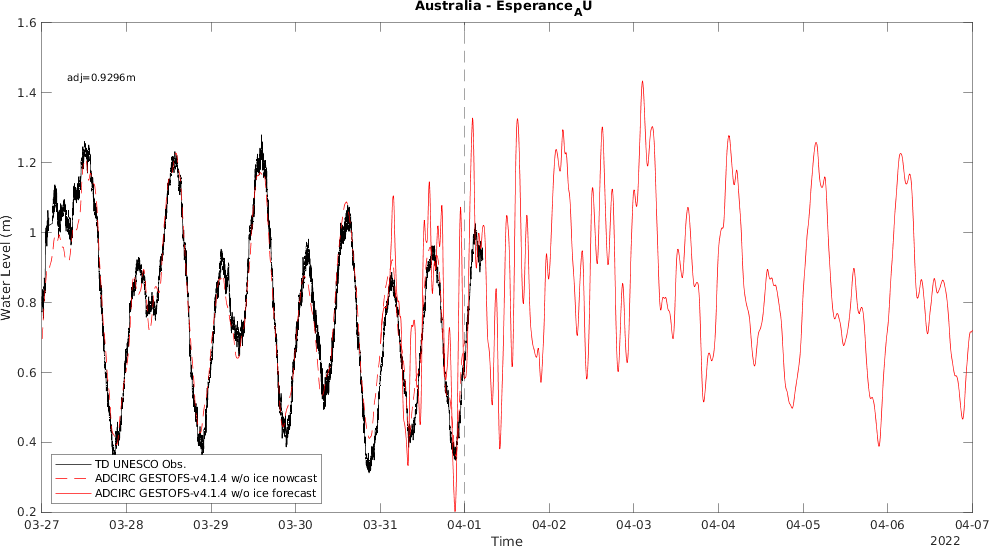 Australia - Esperance_AU
adj=0.9296m
1.6
1.4
1.2
1
0.8
0.6
0.4
0.2
Water Level (m)
TD UNESCO Obs.
ADCIRC GESTOFS-v4.1.4 w/o ice nowcast
ADCIRC GESTOFS-v4.1.4 w/o ice forecast
03-27 03-28 03-29 03-30 03-31 04-01 04-02 04-03 04-04 04-05 04-06 04-07
Time
2022